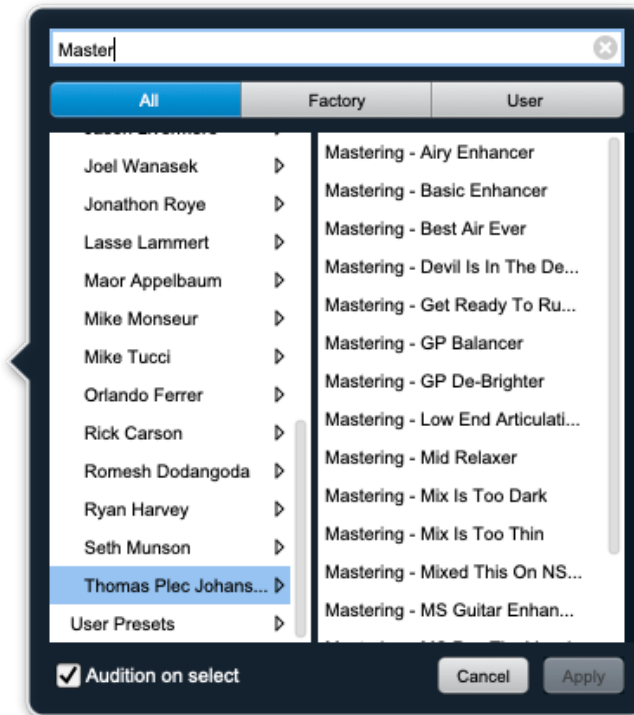 Master
All
Factory
User
Joel Wanasek
Jonathon Roye
Lasse Lammert
Maor Appelbaum
Mike Monseur
Mike Tucci
Orlando Ferrer
Rick Carson
Romesh Dodangoda
Ryan Harvey
Seth Munson
Thomas Plec Johans...
User Presets
Mastering - Airy Enhancer
Mastering - Basic Enhancer
Mastering - Best Air Ever
Mastering - Devil Is In The De...
Mastering - Get Ready To Ru...
Mastering - GP Balancer
Mastering - GP De-Brighter
Mastering - Low End Articulati...
Mastering - Mid Relaxer
Mastering - Mix Is Too Dark
Mastering - Mix Is Too Thin
Mastering - Mixed This On NS...
Mastering - MS Guitar Enhan...
Audition on select
Cancel
Apply